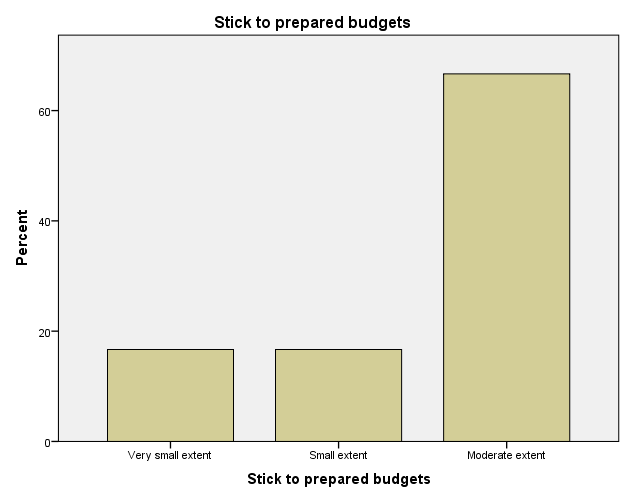 Stick to prepared budgets
60
40
20
0
Percent
Very small extent
Small extent
Moderate extent
Stick to prepared budgets